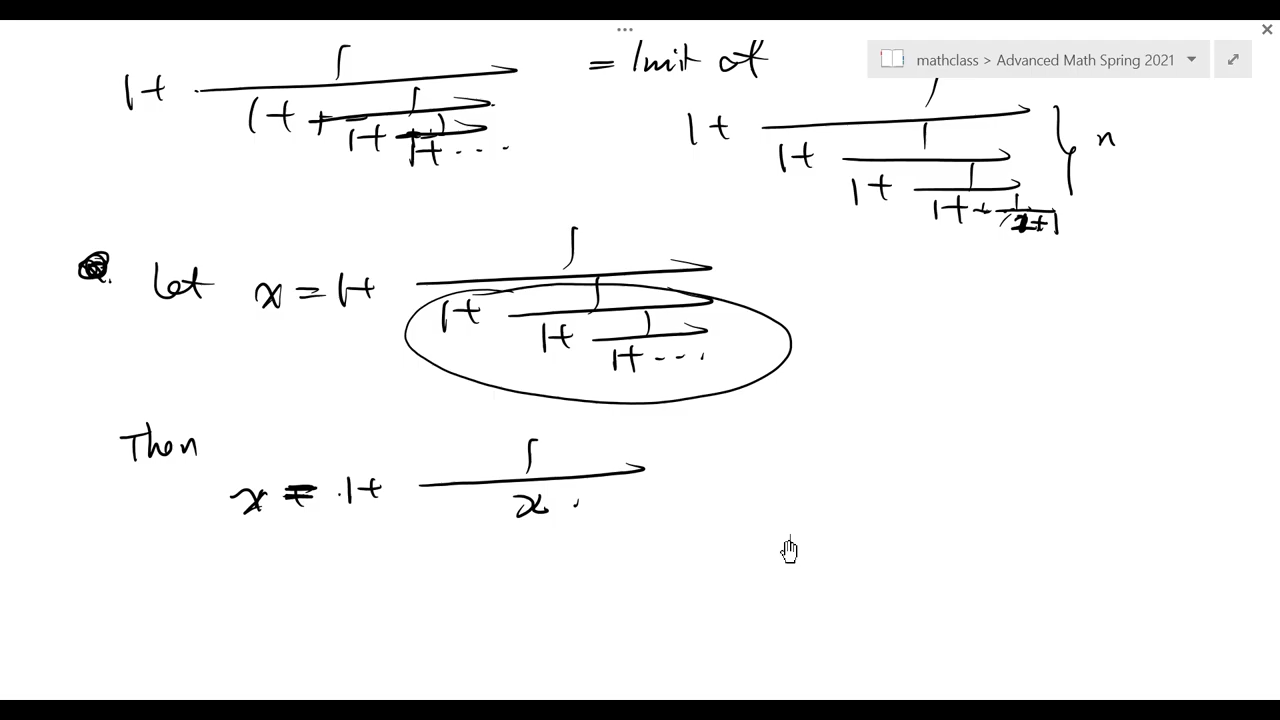 mathclass > Advanced Math Spring 2021
1 + 1/(1 + 1/(1 + 1/(1 + ...))) = limit of
1 + 1/(1 + 1/(1 + 1/(1 + ... } n
Let x = 1 + 1/(1 + 1/(1 + 1/(1 + ...)))
Then
x = 1 + 1/x